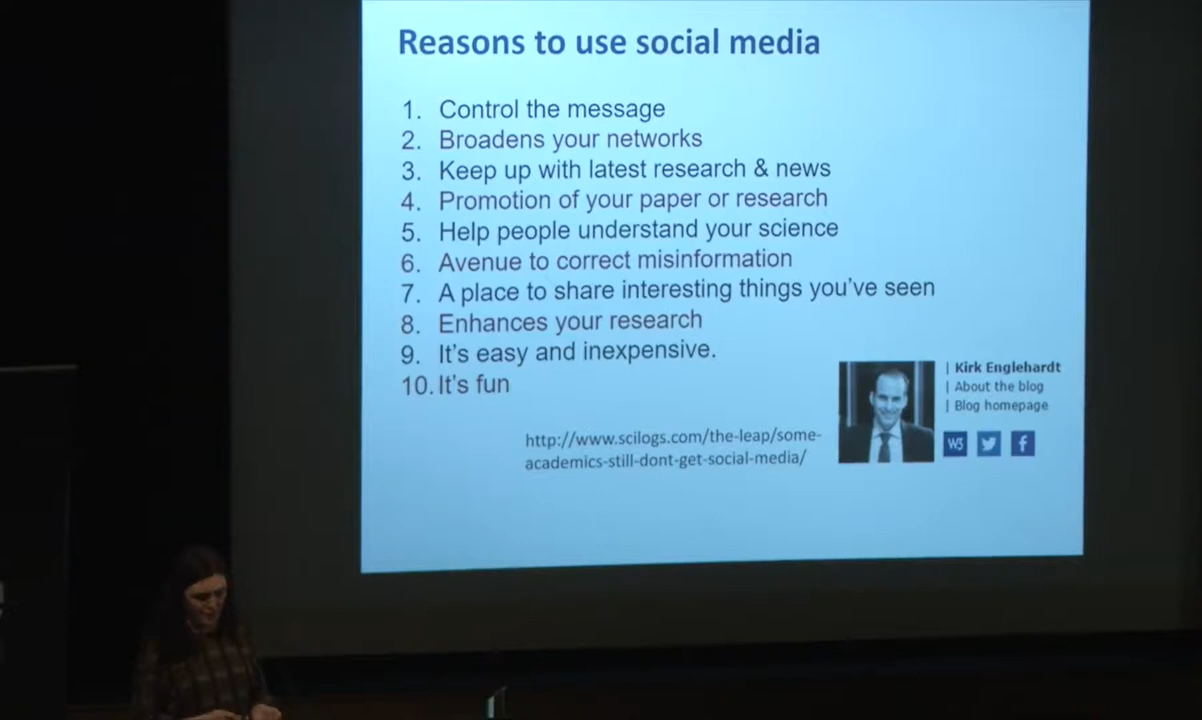 Reasons to use social media
1. Control the message
2. Broadens your networks
3. Keep up with latest research & news
4. Promotion of your paper or research
5. Help people understand your science
6. Avenue to correct misinformation
7. A place to share interesting things you’ve seen
8. Enhances your research
9. It’s easy and inexpensive.
10. It’s fun
| Kirk Englehardt
| About the blog
| Blog homepage
W3 f
http://www.scilogs.com/the-leap/some-
academics-still-dont-get-social-media/